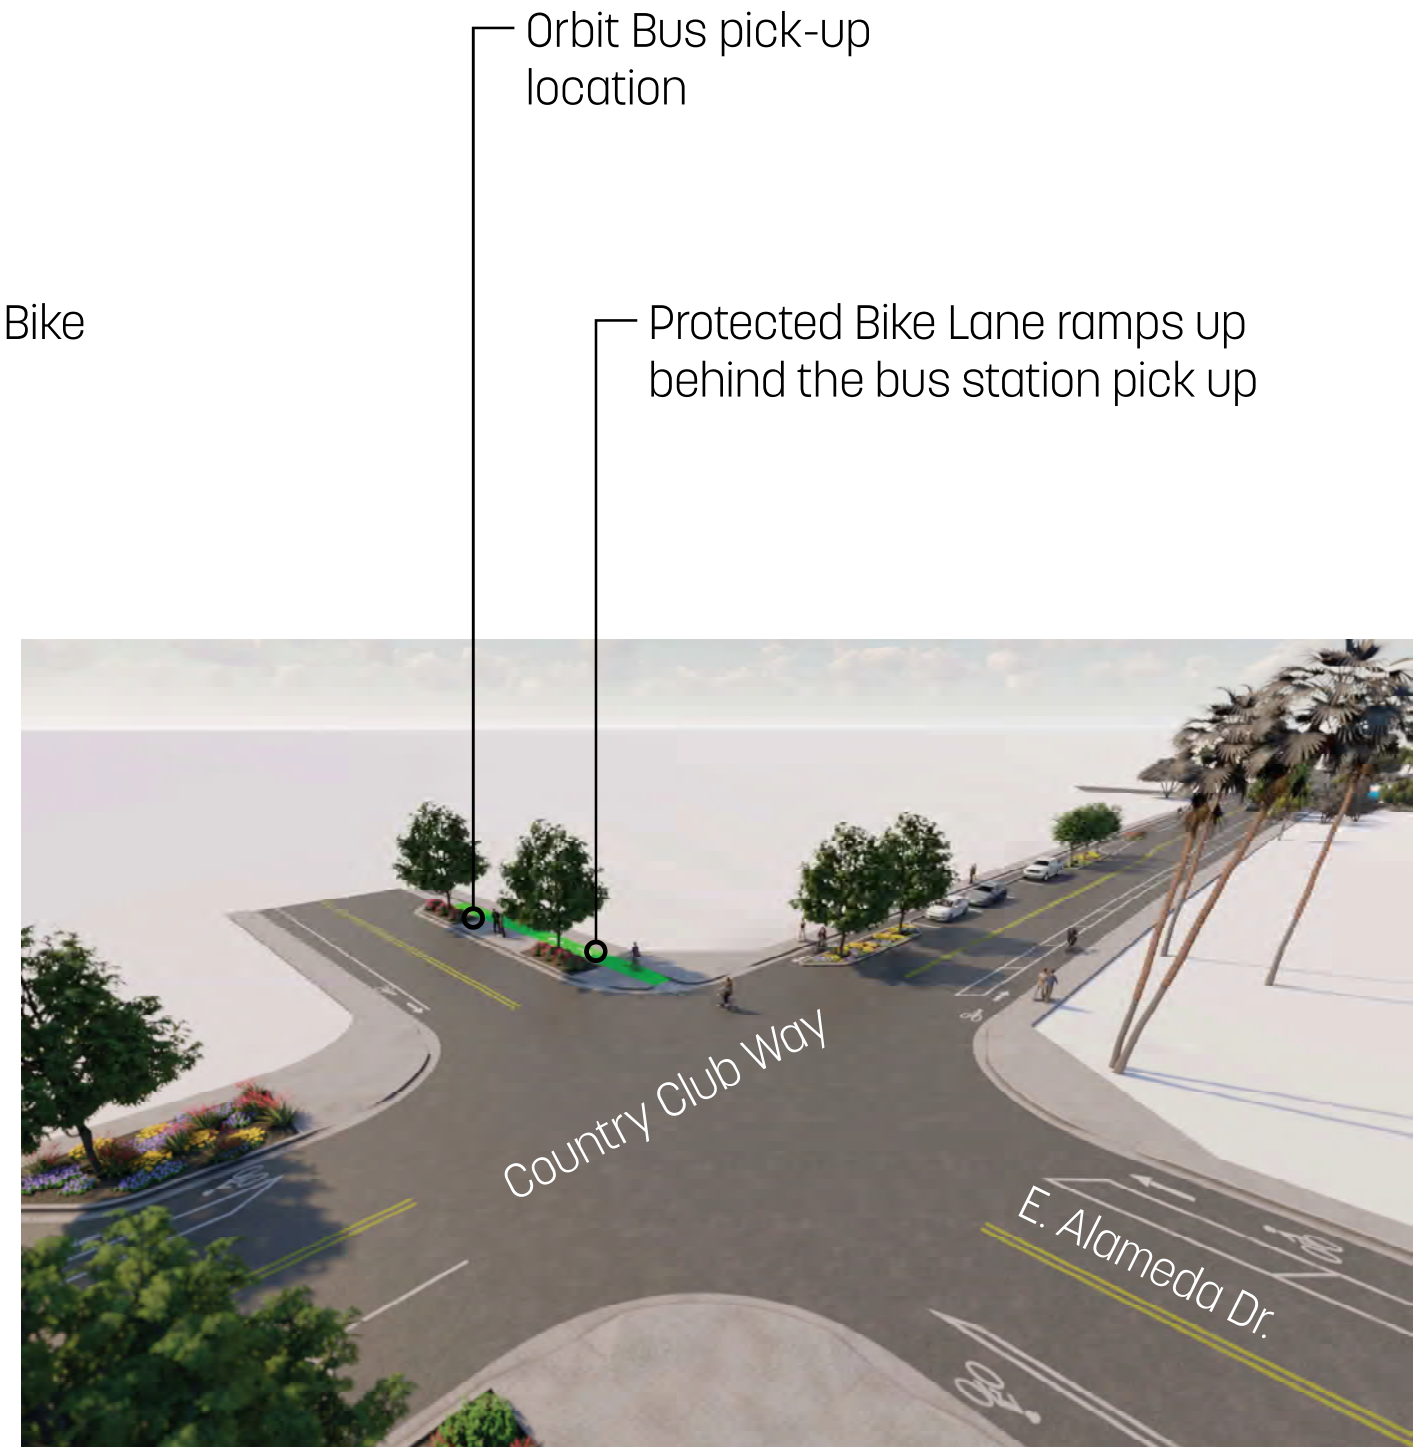 Orbit Bus pick-up
location
Bike
Protected Bike Lane ramps up
behind the bus station pick up
Country Club Way
E. Alameda Dr.